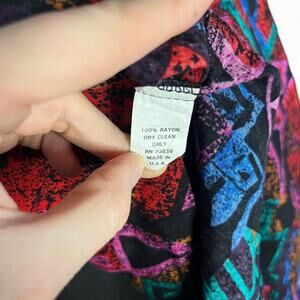 100% RAYON
DRY CLEAN
ONLY
RN 73838
MADE IN
U.S.A.